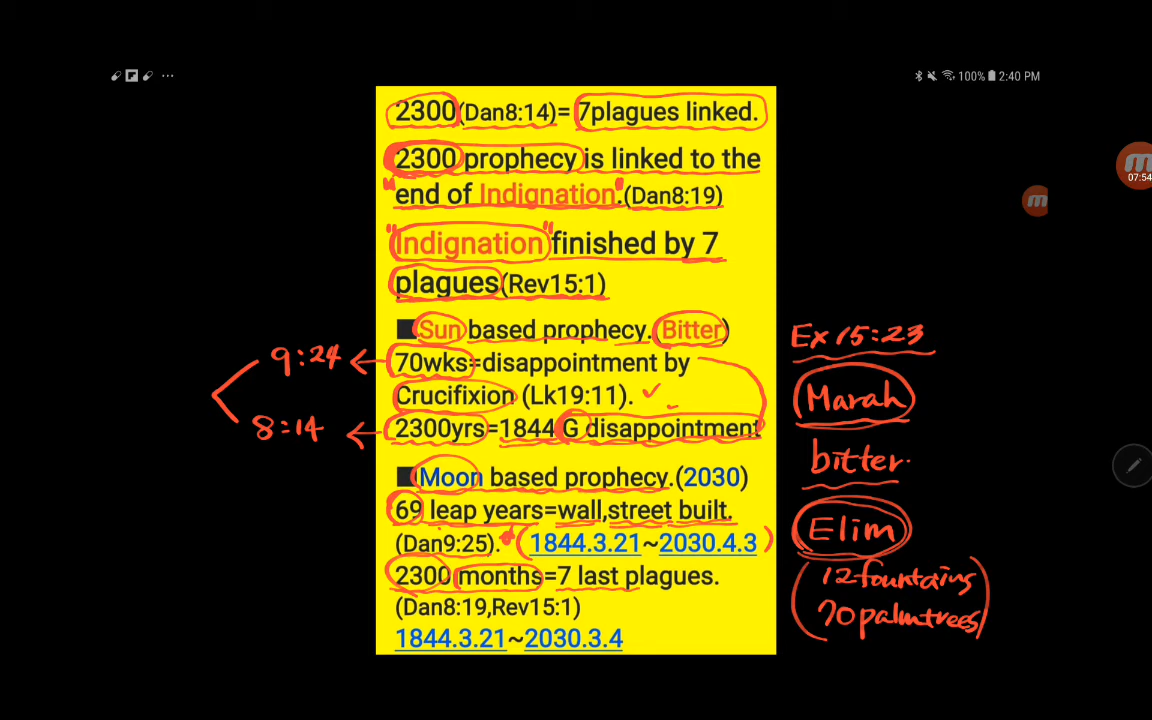 100% 2:40 PM
2300(Dan8:14)= 7plagues linked.
2300 prophecy is linked to the
"end of Indignation".(Dan8:19)
"Indignation"finished by 7
plagues(Rev15:1)
■Sun based prophecy.(Bitter)
70wks=disappointment by
Crucifixion (Lk19:11).
2300yrs=1844 G disappointment
■Moon based prophecy.(2030)
69 leap years=wall,street built.
(Dan9:25). (1844.3.21~2030.4.3)
2300 months=7 last plagues.
(Dan8:19,Rev15:1)
1844.3.21~2030.3.4
9:24
8:14
Ex 15:23
Marah
bitter.
Elim
(12 fountains
70 palmtrees)
07:54